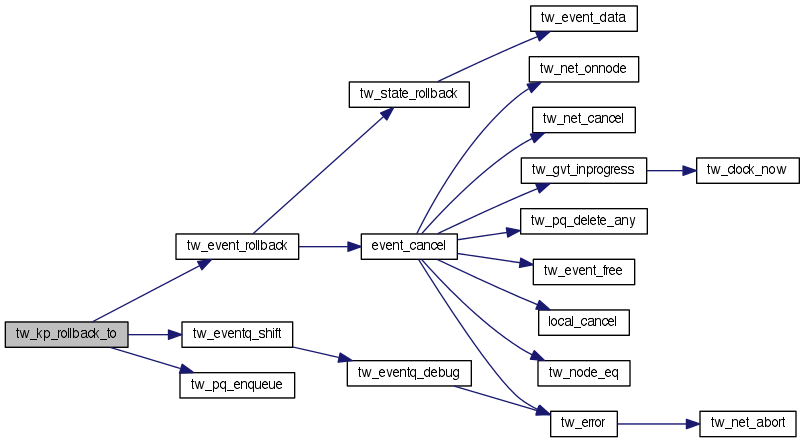 tw_event_data
tw_net_onnode
tw_state_rollback
tw_net_cancel
tw_gvt_inprogress
tw_clock_now
tw_pq_delete_any
tw_event_rollback
event_cancel
tw_event_free
local_cancel
tw_kp_rollback_to
tw_eventq_shift
tw_eventq_debug
tw_node_eq
tw_pq_enqueue
tw_error
tw_net_abort